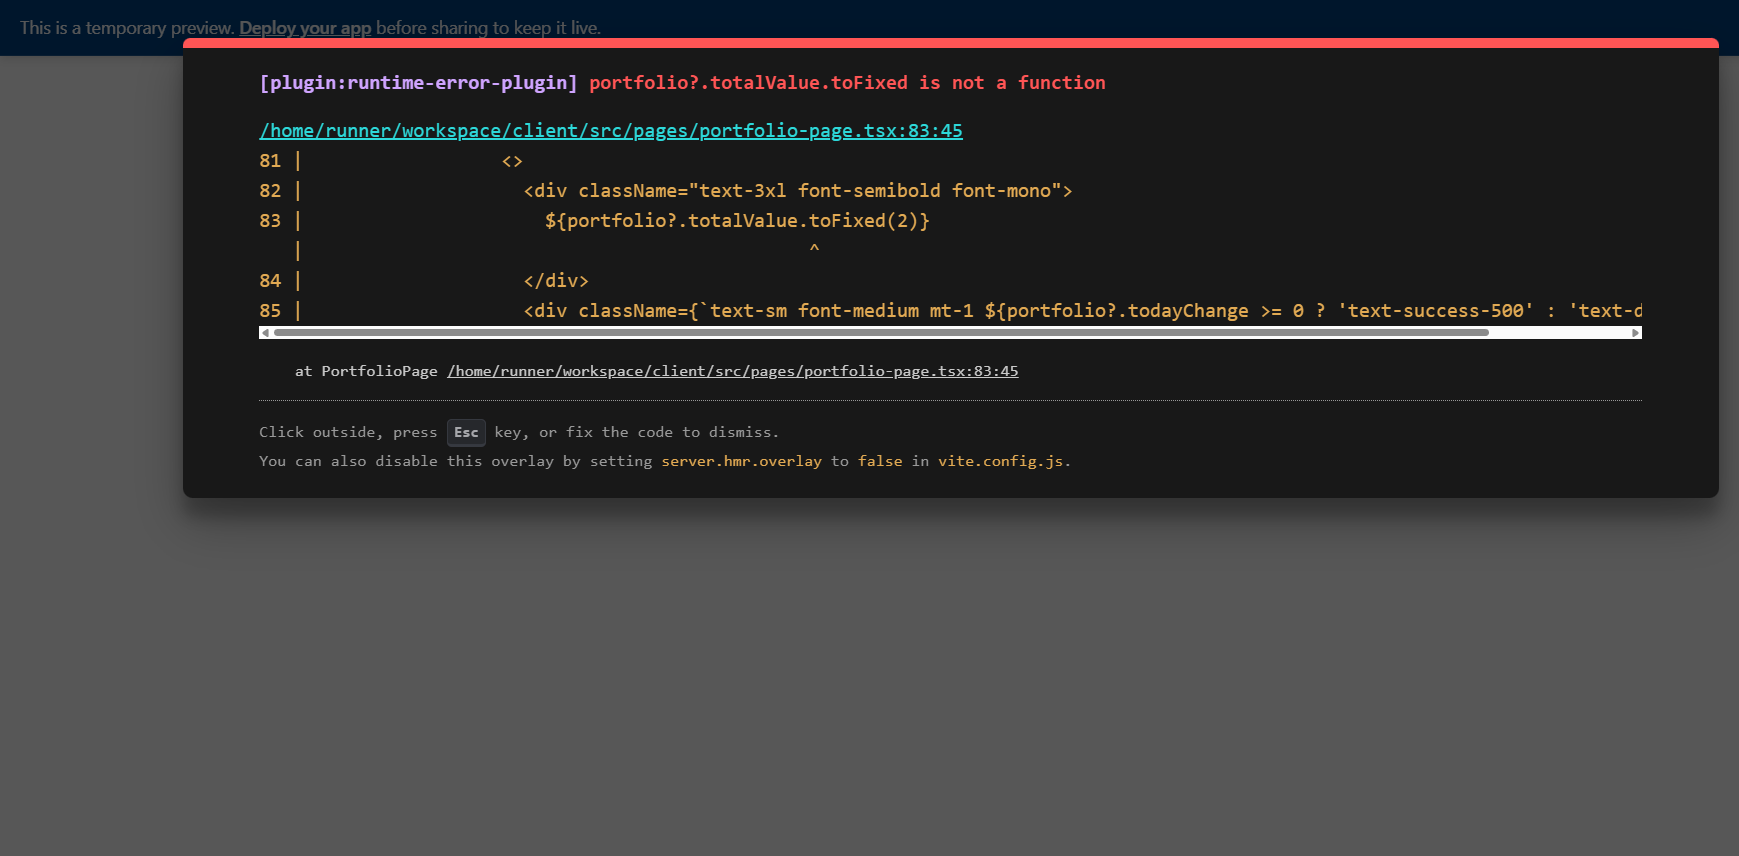 This is a temporary preview. Deploy your app before sharing to keep it live.
[plugin:runtime-error-plugin] portfolio?.totalValue.toFixed is not a function
/home/runner/workspace/client/src/pages/portfolio-page.tsx:83:45
81 | <>
82 | <div className="text-3xl font-semibold font-mono">
83 | ${portfolio?.totalValue.toFixed(2)}
| ^
84 | </div>
85 | <div className={`text-sm font-medium mt-1 ${portfolio?.todayChange >= 0 ? 'text-success-500' : 'text-d
at PortfolioPage /home/runner/workspace/client/src/pages/portfolio-page.tsx:83:45
Click outside, press Esc key, or fix the code to dismiss.
You can also disable this overlay by setting server.hmr.overlay to false in vite.config.js.